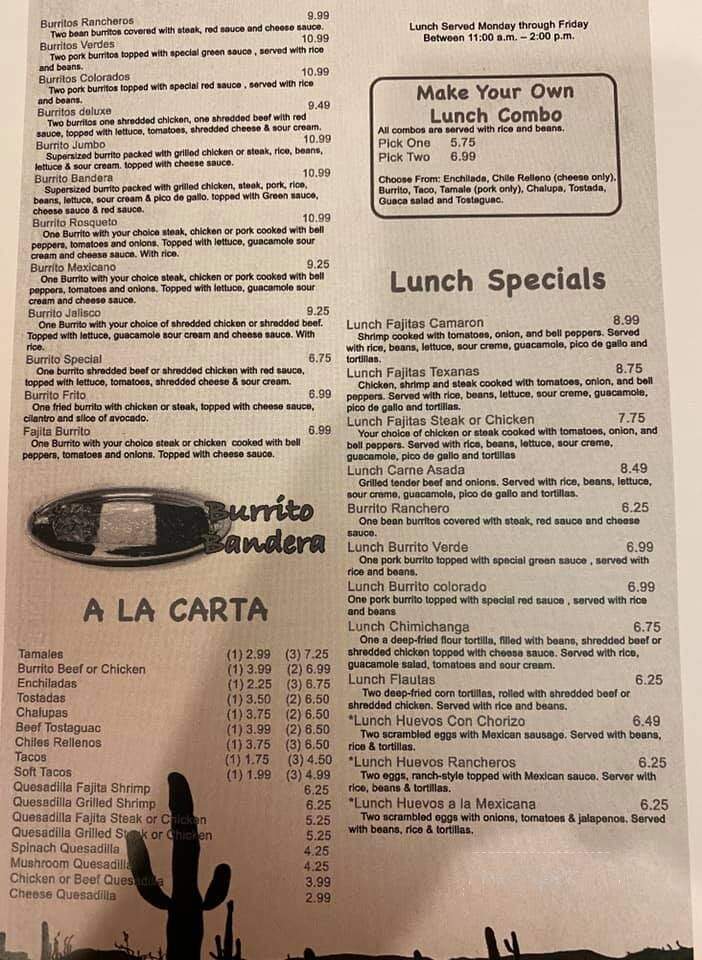 Burritos Rancheros 9.99
Two bean burritos covered with steak, red sauce and cheese sauce.
Burritos Verdes 10.99
Two pork burritos topped with special green sauce , served with rice
and beans.
Burritos Colorados 10.99
Two pork burritos topped with special red sauce , served with rice
and beans.
Burritos deluxe 9.49
Two burritos one shredded chicken, one shredded beef with red
sauce, topped with lettuce, tomatoes, shredded cheese & sour cream.
Burrito Jumbo 10.99
Supersized burrito packed with grilled chicken or steak, rice, beans,
lettuce & sour cream. topped with cheese sauce.
Burrito Bandera 10.99
Supersized burrito packed with grilled chicken, steak, pork, rice,
beans, lettuce, sour cream & pico de gallo. topped with Green sauce,
cheese sauce & red sauce.
Burrito Rosqueto 10.99
One Burrito with your choice steak, chicken or pork cooked with bell
peppers, tomatoes and onions. Topped with lettuce, guacamole sour
cream and cheese sauce. With rice.
Burrito Mexicano 9.25
One Burrito with your choice steak, chicken or pork cooked with bell
peppers, tomatoes and onions. Topped with lettuce, guacamole sour
cream and cheese sauce.
Burrito Jalisco 9.25
One Burrito with your choice of shredded chicken or shredded beef.
Topped with lettuce, guacamole sour cream and cheese sauce. With
rice.
Burrito Special 6.75
One burrito shredded beef or shredded chicken with red sauce,
topped with lettuce, tomatoes, shredded cheese & sour cream.
Burrito Frito 6.99
One fried burrito with chicken or steak, topped with cheese sauce,
cilantro and slice of avocado.
Fajita Burrito 6.99
One Burrito with your choice steak or chicken cooked with bell
peppers, tomatoes and onions. Topped with cheese sauce.
Burrito
Bandera
A LA CARTA
Tamales (1) 2.99 (3) 7.25
Burrito Beef or Chicken (1) 3.99 (2) 6.99
Enchiladas (1) 2.25 (3) 6.75
Tostadas (1) 3.50 (2) 6.50
Chalupas (1) 3.75 (2) 6.50
Beef Tostaguac (1) 3.99 (2) 6.50
Chiles Rellenos (1) 3.75 (3) 6.50
Tacos (1) 1.75 (3) 4.50
Soft Tacos (1) 1.99 (3) 4.99
Quesadilla Fajita Shrimp 6.25
Quesadilla Grilled Shrimp 6.25
Quesadilla Fajita Steak or Chicken 5.25
Quesadilla Grilled Steak or Chicken 5.25
Spinach Quesadilla 4.25
Mushroom Quesadilla 4.25
Chicken or Beef Quesadilla 3.99
Cheese Quesadilla 2.99
Lunch Served Monday through Friday
Between 11:00 a.m. – 2:00 p.m.
Make Your Own
Lunch Combo
All combos are served with rice and beans.
Pick One 5.75
Pick Two 6.99
Choose From: Enchilada, Chile Relleno (cheese only),
Burrito, Taco, Tamale (pork only), Chalupa, Tostada,
Guaca salad and Tostaguac.
Lunch Specials
Lunch Fajitas Camaron 8.99
Shrimp cooked with tomatoes, onion, and bell peppers. Served
with rice, beans, lettuce, sour creme, guacamole, pico de gallo and
tortillas.
Lunch Fajitas Texanas 8.75
Chicken, shrimp and steak cooked with tomatoes, onion, and bell
peppers. Served with rice, beans, lettuce, sour creme, guacamole,
pico de gallo and tortillas.
Lunch Fajitas Steak or Chicken 7.75
Your choice of chicken or steak cooked with tomatoes, onion, and
bell peppers. Served with rice, beans, lettuce, sour creme,
guacamole, pico de gallo and tortillas
Lunch Carne Asada 8.49
Grilled tender beef and onions. Served with rice, beans, lettuce,
sour creme, guacamole, pico de gallo and tortillas.
Burrito Ranchero 6.25
One bean burritos covered with steak, red sauce and cheese
sauce.
Lunch Burrito Verde 6.99
One pork burrito topped with special green sauce , served with
rice and beans.
Lunch Burrito colorado 6.99
One pork burrito topped with special red sauce , served with rice
and beans
Lunch Chimichanga 6.75
One a deep-fried flour tortilla, filled with beans, shredded beef or
shredded chicken topped with cheese sauce. Served with rice,
guacamole salad, tomatoes and sour cream.
Lunch Flautas 6.25
Two deep-fried corn tortillas, rolled with shredded beef or
shredded chicken. Served with rice and beans.
*Lunch Huevos Con Chorizo 6.49
Two scrambled eggs with Mexican sausage. Served with beans,
rice & tortillas.
*Lunch Huevos Rancheros 6.25
Two eggs, ranch-style topped with Mexican sauce. Server with
rice, beans & tortillas.
*Lunch Huevos a la Mexicana 6.25
Two scrambled eggs with onions, tomatoes & jalapenos. Served
with beans, rice & tortillas.